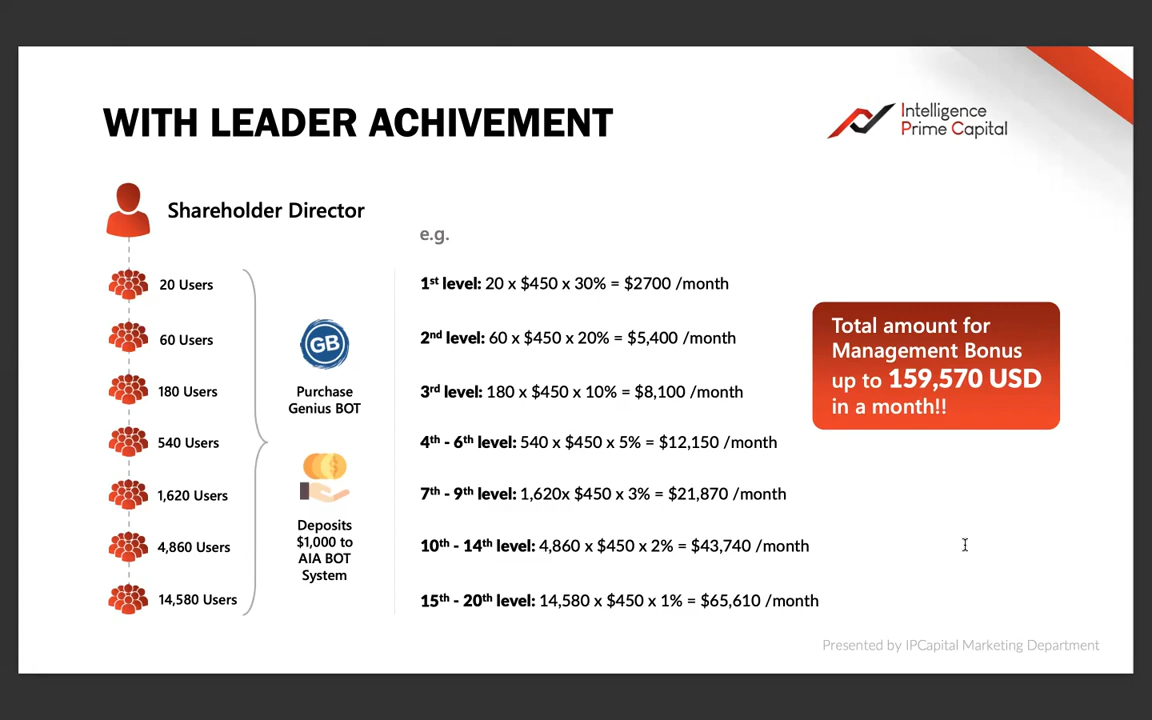 WITH LEADER ACHIVEMENT
Intelligence
Prime Capital
Shareholder Director
e.g.
20 Users
1st level: 20 x $450 x 30% = $2700 /month
60 Users
2nd level: 60 x $450 x 20% = $5,400 /month
180 Users
3rd level: 180 x $450 x 10% = $8,100 /month
540 Users
4th - 6th level: 540 x $450 x 5% = $12,150 /month
1,620 Users
7th - 9th level: 1,620x $450 x 3% = $21,870 /month
4,860 Users
10th - 14th level: 4,860 x $450 x 2% = $43,740 /month
14,580 Users
15th - 20th level: 14,580 x $450 x 1% = $65,610 /month
GB
Purchase
Genius BOT
$
Deposits
$1,000 to
AIA BOT
System
Total amount for
Management Bonus
up to 159,570 USD
in a month!!
Presented by IPCapital Marketing Department